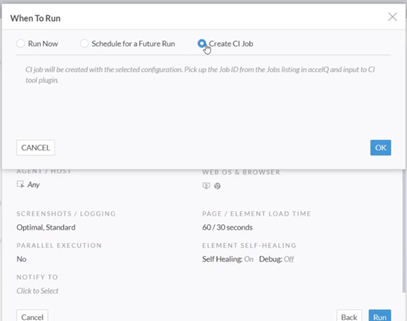 When To Run
Run Now
Schedule for a Future Run
Create CI Job
CI job will be created with the selected configuration. Pick up the Job ID from the Jobs listing in accelQ and input to CI
tool plugin.
CANCEL
OK
AGENT / HOST
WEB OS & BROWSER
Any
SCREENSHOTS / LOGGING
PAGE / ELEMENT LOAD TIME
Optimal, Standard
60 / 30 seconds
PARALLEL EXECUTION
ELEMENT SELF-HEALING
No
Self Healing: On Debug: Off
NOTIFY TO
Click to Select
Cancel
Back
Run